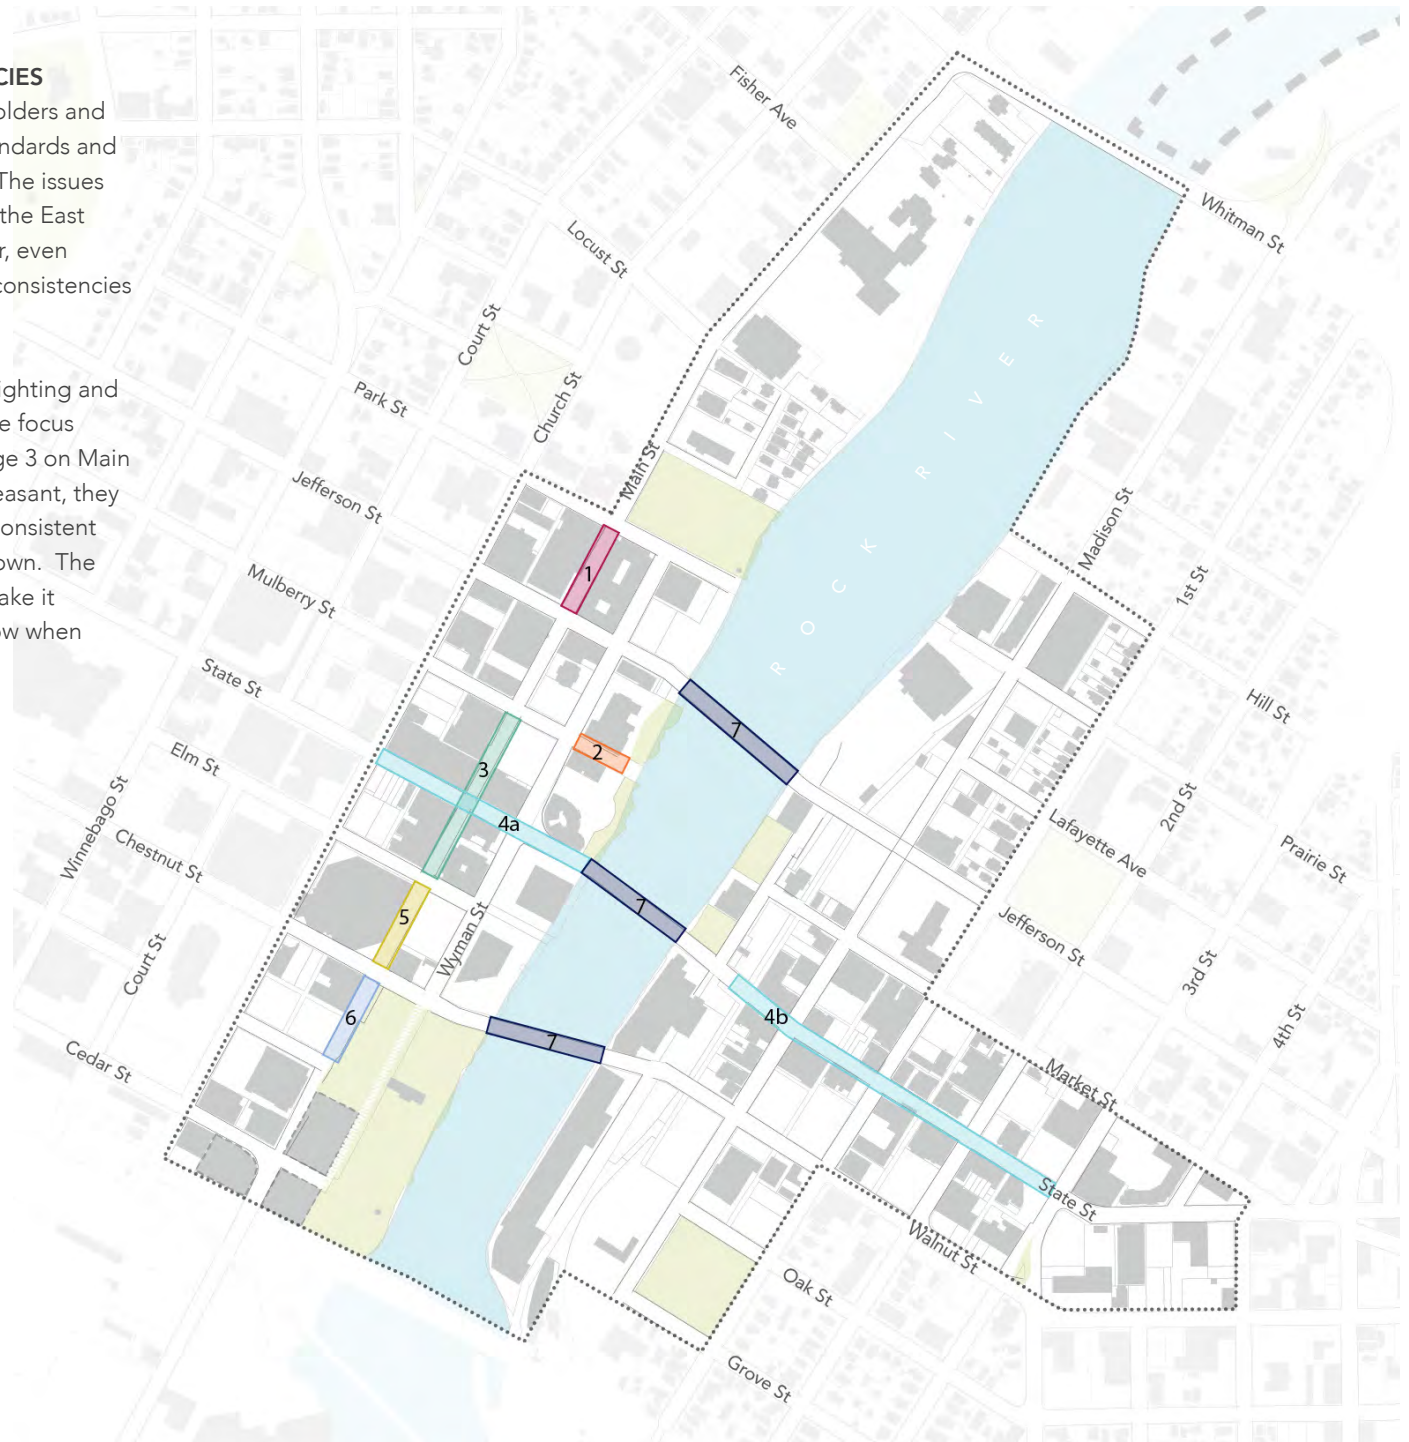 CIES
olders and
ndards and
The issues
the East
r, even
consistencies
ighting and
e focus
ge 3 on Main
easant, they
consistent
own. The
ake it
ow when
Fisher Ave
Whitman St
Locust St
Court St
Church St
Park St
Main St
Jefferson St
Mulberry St
State St
Elm St
Chestnut St
Winnebago St
Court St
Cedar St
Wyman St
ROCK RIVER
Madison St
1st St
Hill St
2nd St
Lafayette Ave
Prairie St
Jefferson St
3rd St
4th St
Market St
State St
Walnut St
Oak St
Grove St
1
2
3
4a
5
6
7
7
7
4b